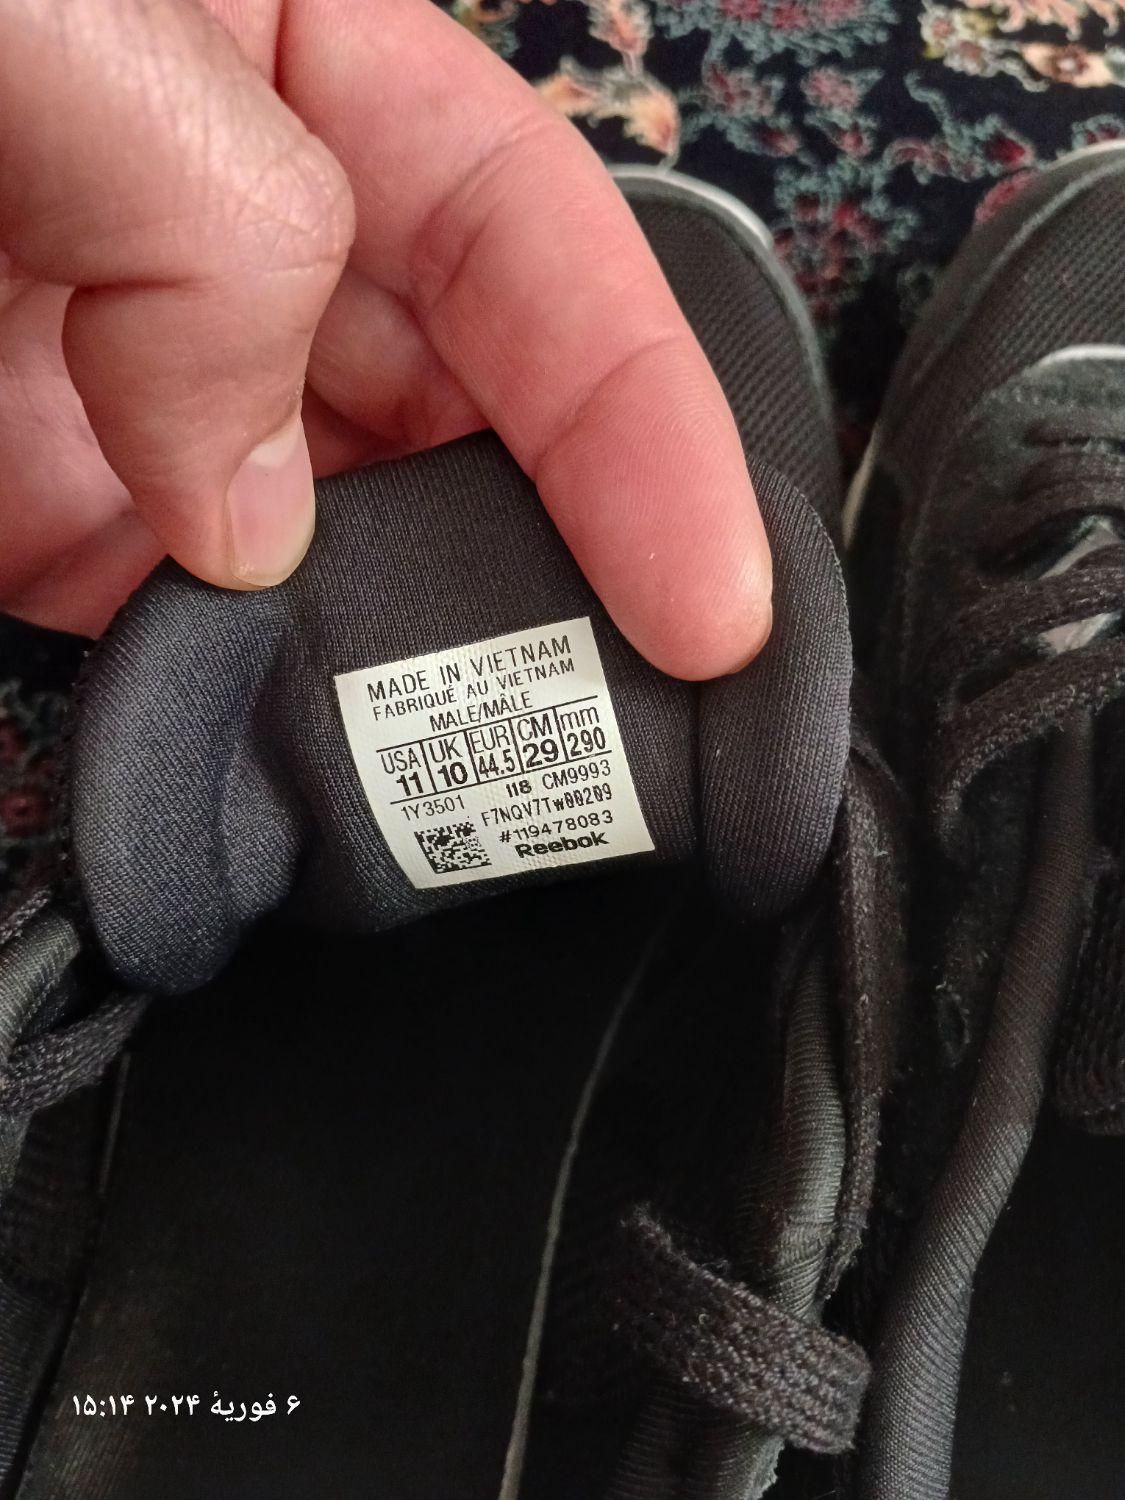 MADE IN VIETNAM
FABRIQUÉ AU VIETNAM
MALE/MÂLE
USA UK EUR CM mm
11 10 44.5 29 290
1Y3501 I18 CM9993
F7NQV7Tw00209
#119478083
Reebok
۶ فوریهٔ ۲۰۲۴ ۱۵:۱۴